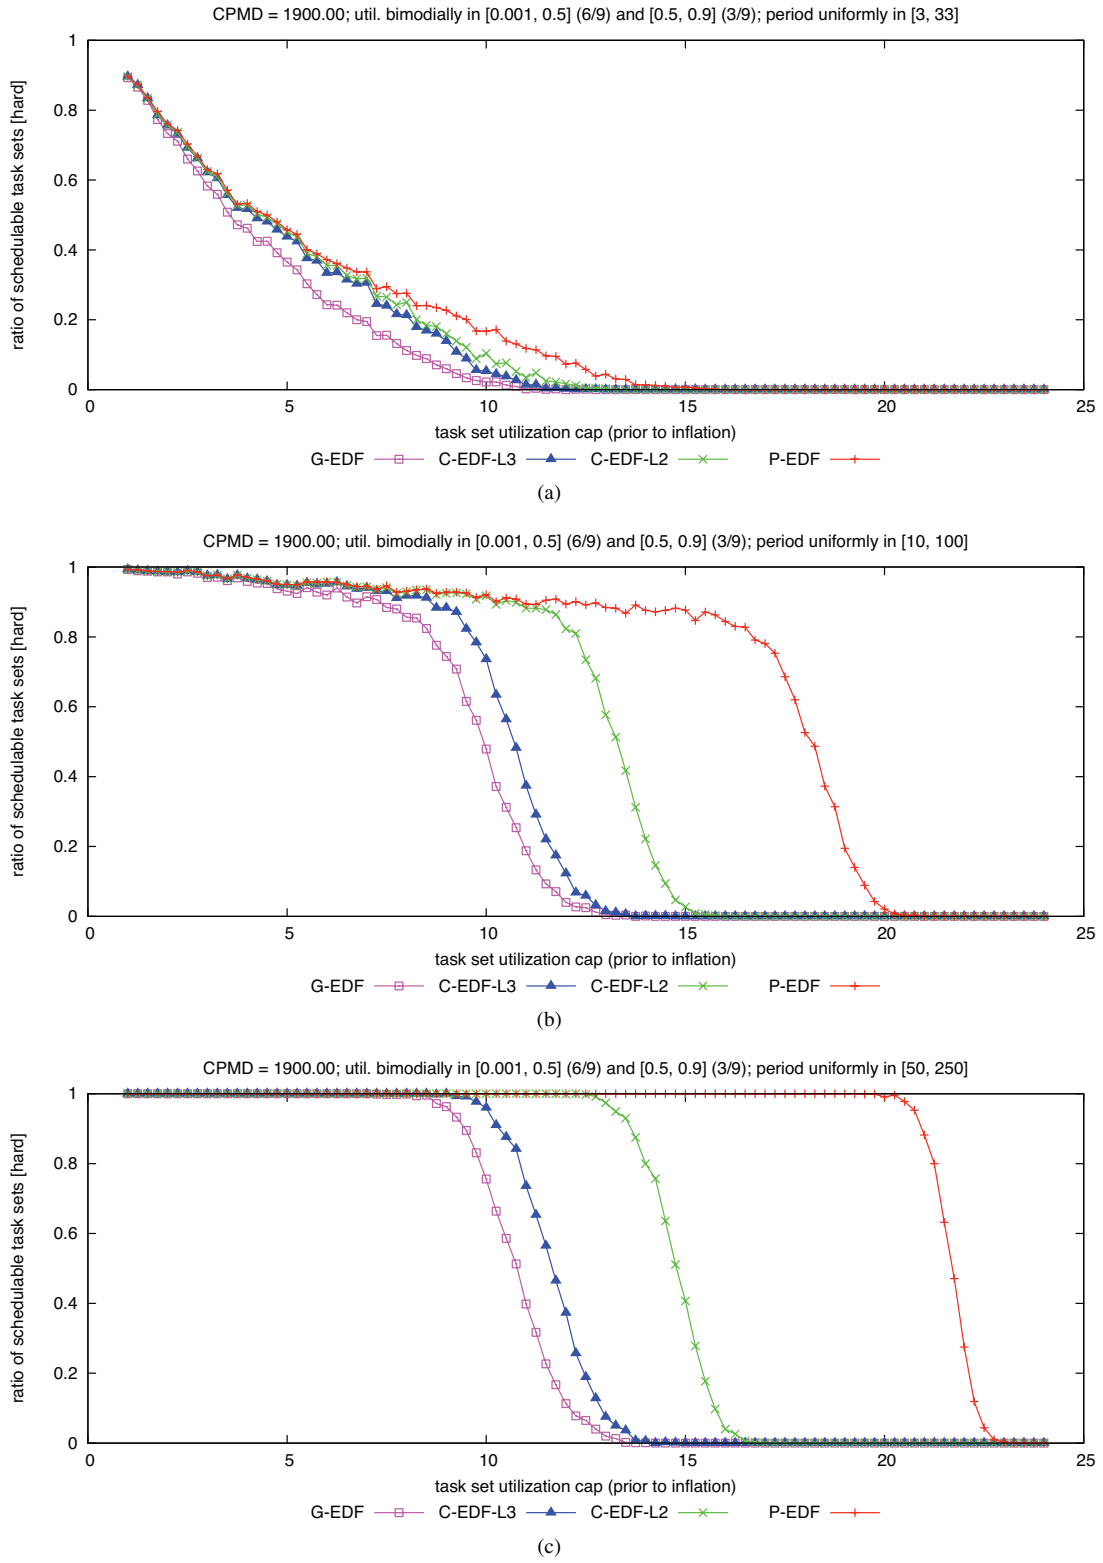 CPMD = 1900.00; util. bimodially in [0.001, 0.5] (6/9) and [0.5, 0.9] (3/9); period uniformly in [3, 33]
ratio of schedulable task sets [hard]
1
0.8
0.6
0.4
0.2
0
0 5 10 15 20 25
task set utilization cap (prior to inflation)
G-EDF C-EDF-L3 C-EDF-L2 P-EDF
(a)
CPMD = 1900.00; util. bimodially in [0.001, 0.5] (6/9) and [0.5, 0.9] (3/9); period uniformly in [10, 100]
ratio of schedulable task sets [hard]
1
0.8
0.6
0.4
0.2
0
0 5 10 15 20 25
task set utilization cap (prior to inflation)
G-EDF C-EDF-L3 C-EDF-L2 P-EDF
(b)
CPMD = 1900.00; util. bimodially in [0.001, 0.5] (6/9) and [0.5, 0.9] (3/9); period uniformly in [50, 250]
ratio of schedulable task sets [hard]
1
0.8
0.6
0.4
0.2
0
0 5 10 15 20 25
task set utilization cap (prior to inflation)
G-EDF C-EDF-L3 C-EDF-L2 P-EDF
(c)